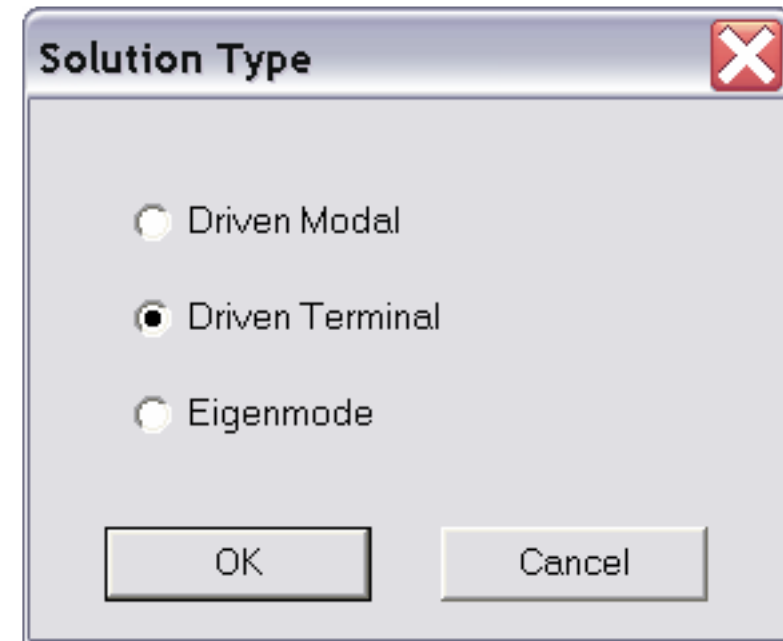 Solution Type
Driven Modal
Driven Terminal
Eigenmode
OK
Cancel